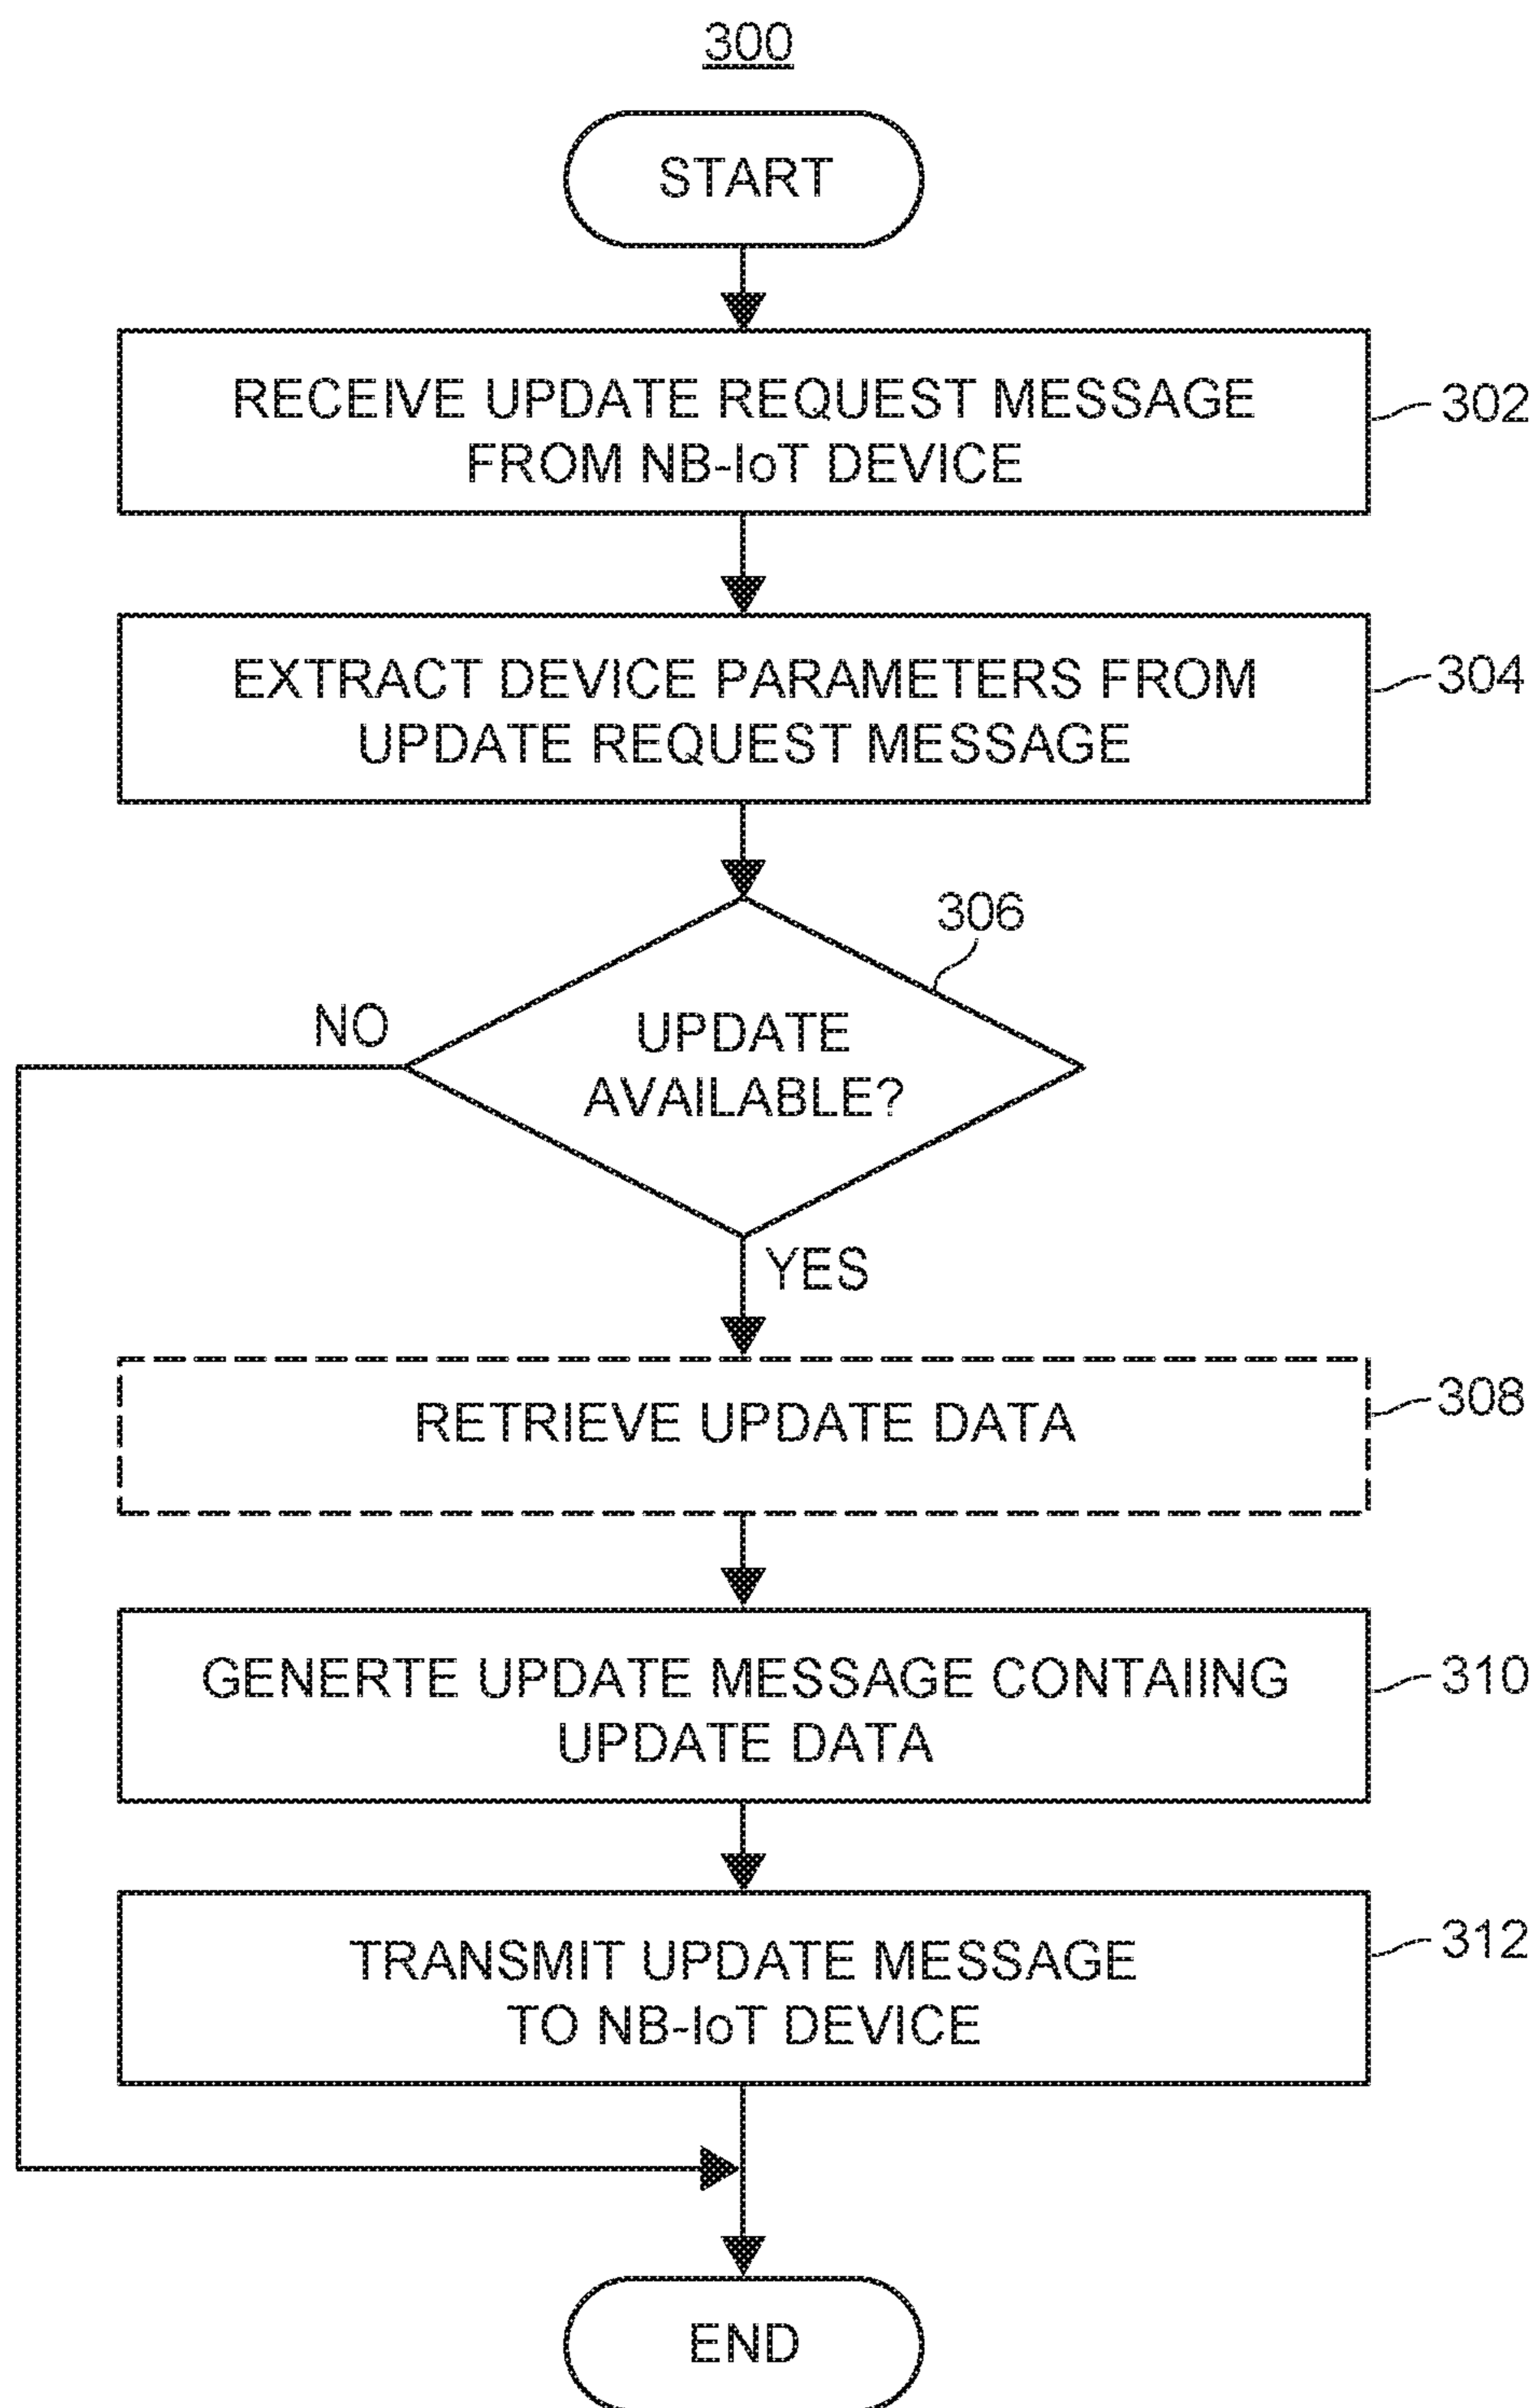 300
START
RECEIVE UPDATE REQUEST MESSAGE
FROM NB-IoT DEVICE
302
EXTRACT DEVICE PARAMETERS FROM
UPDATE REQUEST MESSAGE
304
306
NO
UPDATE
AVAILABLE?
YES
RETRIEVE UPDATE DATA
308
GENERTE UPDATE MESSAGE CONTAIING
UPDATE DATA
310
TRANSMIT UPDATE MESSAGE
TO NB-IoT DEVICE
312
END